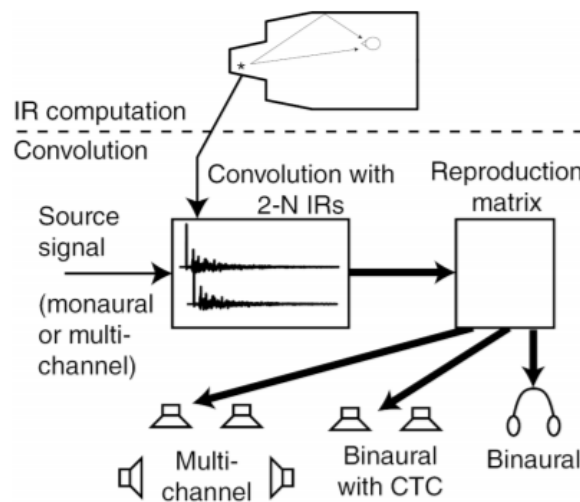 IR computation
Convolution
Convolution with
2-N IRs
Reproduction
matrix
Source
signal
(monaural
or multi-
channel)
Multi-
channel
Binaural
with CTC
Binaural